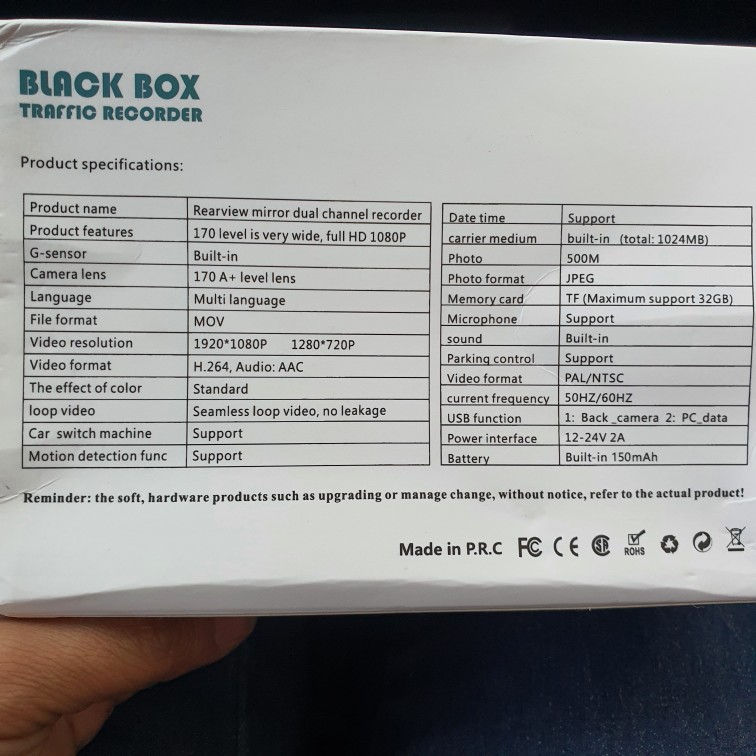 BLACK BOX
TRAFFIC RECORDER
Product specifications:
Product name Rearview mirror dual channel recorder
Product features 170 level is very wide, full HD 1080P
G-sensor Built-in
Camera lens 170 A+ level lens
Language Multi language
File format MOV
Video resolution 1920*1080P 1280*720P
Video format H.264, Audio: AAC
The effect of color Standard
loop video Seamless loop video, no leakage
Car switch machine Support
Motion detection func Support
Date time Support
carrier medium built-in (total: 1024MB)
Photo 500M
Photo format JPEG
Memory card TF (Maximum support 32GB)
Microphone Support
sound Built-in
Parking control Support
Video format PAL/NTSC
current frequency 50HZ/60HZ
USB function 1: Back_camera 2: PC_data
Power interface 12-24V 2A
Battery Built-in 150mAh
Reminder: the soft, hardware products such as upgrading or manage change, without notice, refer to the actual product!
Made in P.R.C FC CE SR ROHS